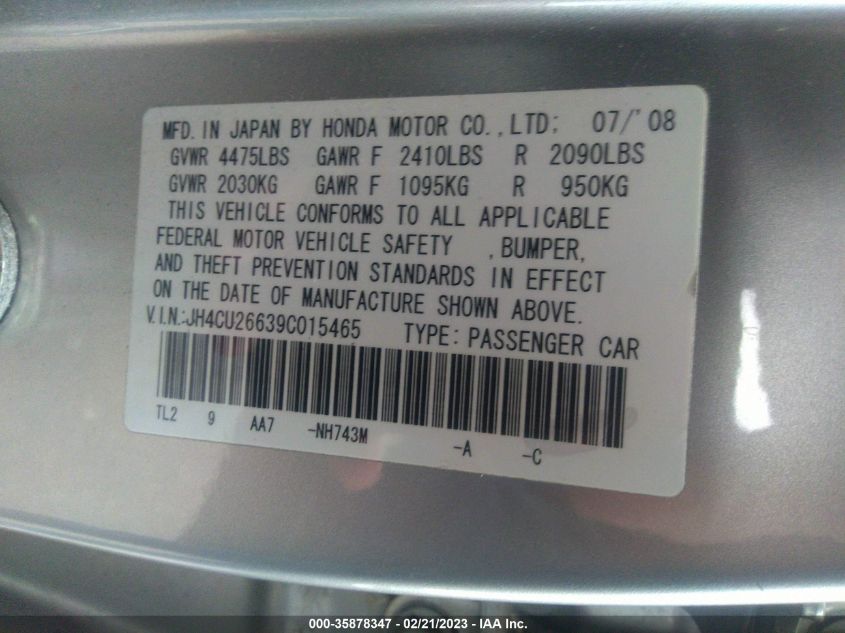 MFD. IN JAPAN BY HONDA MOTOR CO., LTD; 07/'08
GVWR 4475LBS GAWR F 2410LBS R 2090LBS
GVWR 2030KG GAWR F 1095KG R 950KG
THIS VEHICLE CONFORMS TO ALL APPLICABLE
FEDERAL MOTOR VEHICLE SAFETY , BUMPER,
AND THEFT PREVENTION STANDARDS IN EFFECT
ON THE DATE OF MANUFACTURE SHOWN ABOVE.
V.I.N.:JH4CU26639C015465 TYPE: PASSENGER CAR
TL2 9 AA7 -NH743M -A -C
000-35878347 - 02/21/2023 - IAA Inc.